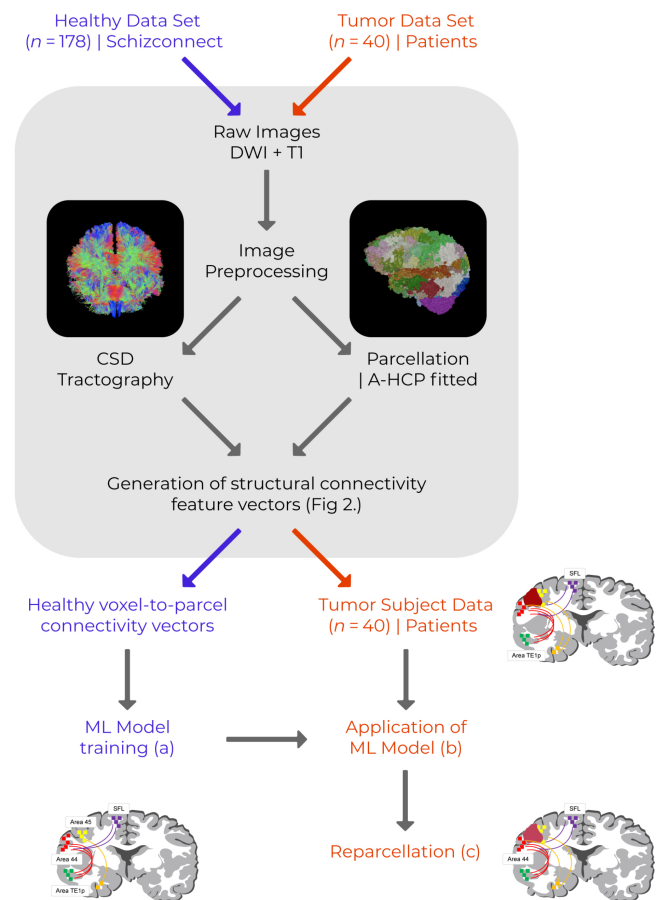 Healthy Data Set
(n = 178) | Schizconnect
Tumor Data Set
(n = 40) | Patients
Raw Images
DWI + T1
Image
Preprocessing
CSD
Tractography
Parcellation
| A-HCP fitted
Generation of structural connectivity
feature vectors (Fig 2.)
Healthy voxel-to-parcel
connectivity vectors
Tumor Subject Data
(n = 40) | Patients
SFL
Area TE1p
ML Model
training (a)
Application of
ML Model (b)
SFL
Area 45
Area 44
Area TE1p
Reparcellation (c)
SFL
Area 44